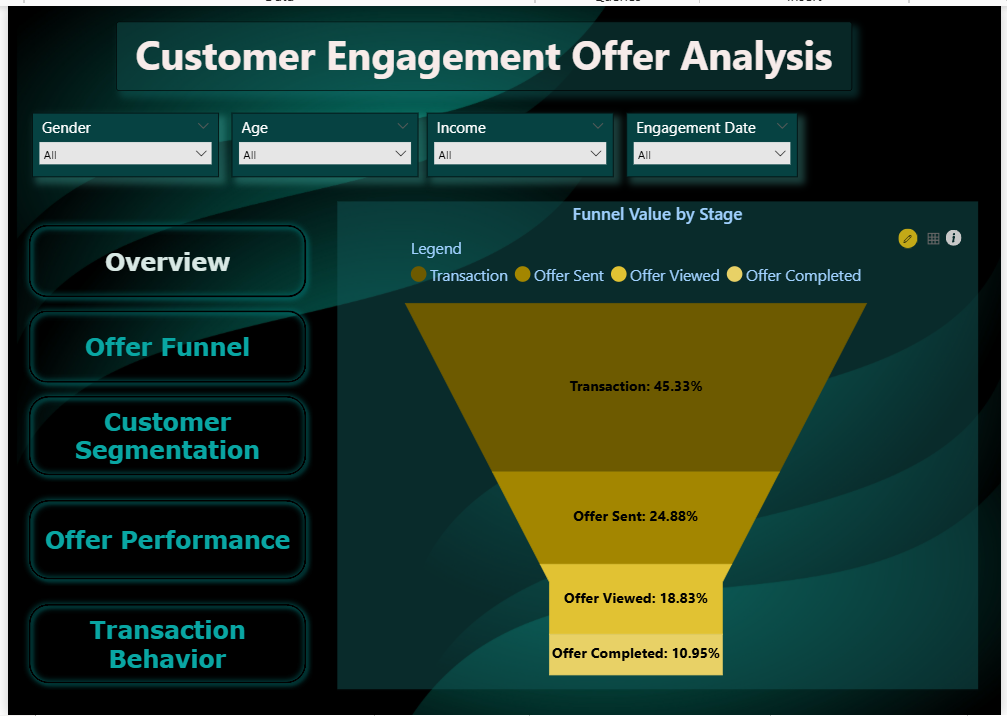 Customer Engagement Offer Analysis
Gender
All
Age
All
Income
All
Engagement Date
All
Overview
Offer Funnel
Customer
Segmentation
Offer Performance
Transaction
Behavior
Funnel Value by Stage
Legend
Transaction Offer Sent Offer Viewed Offer Completed
Transaction: 45.33%
Offer Sent: 24.88%
Offer Viewed: 18.83%
Offer Completed: 10.95%